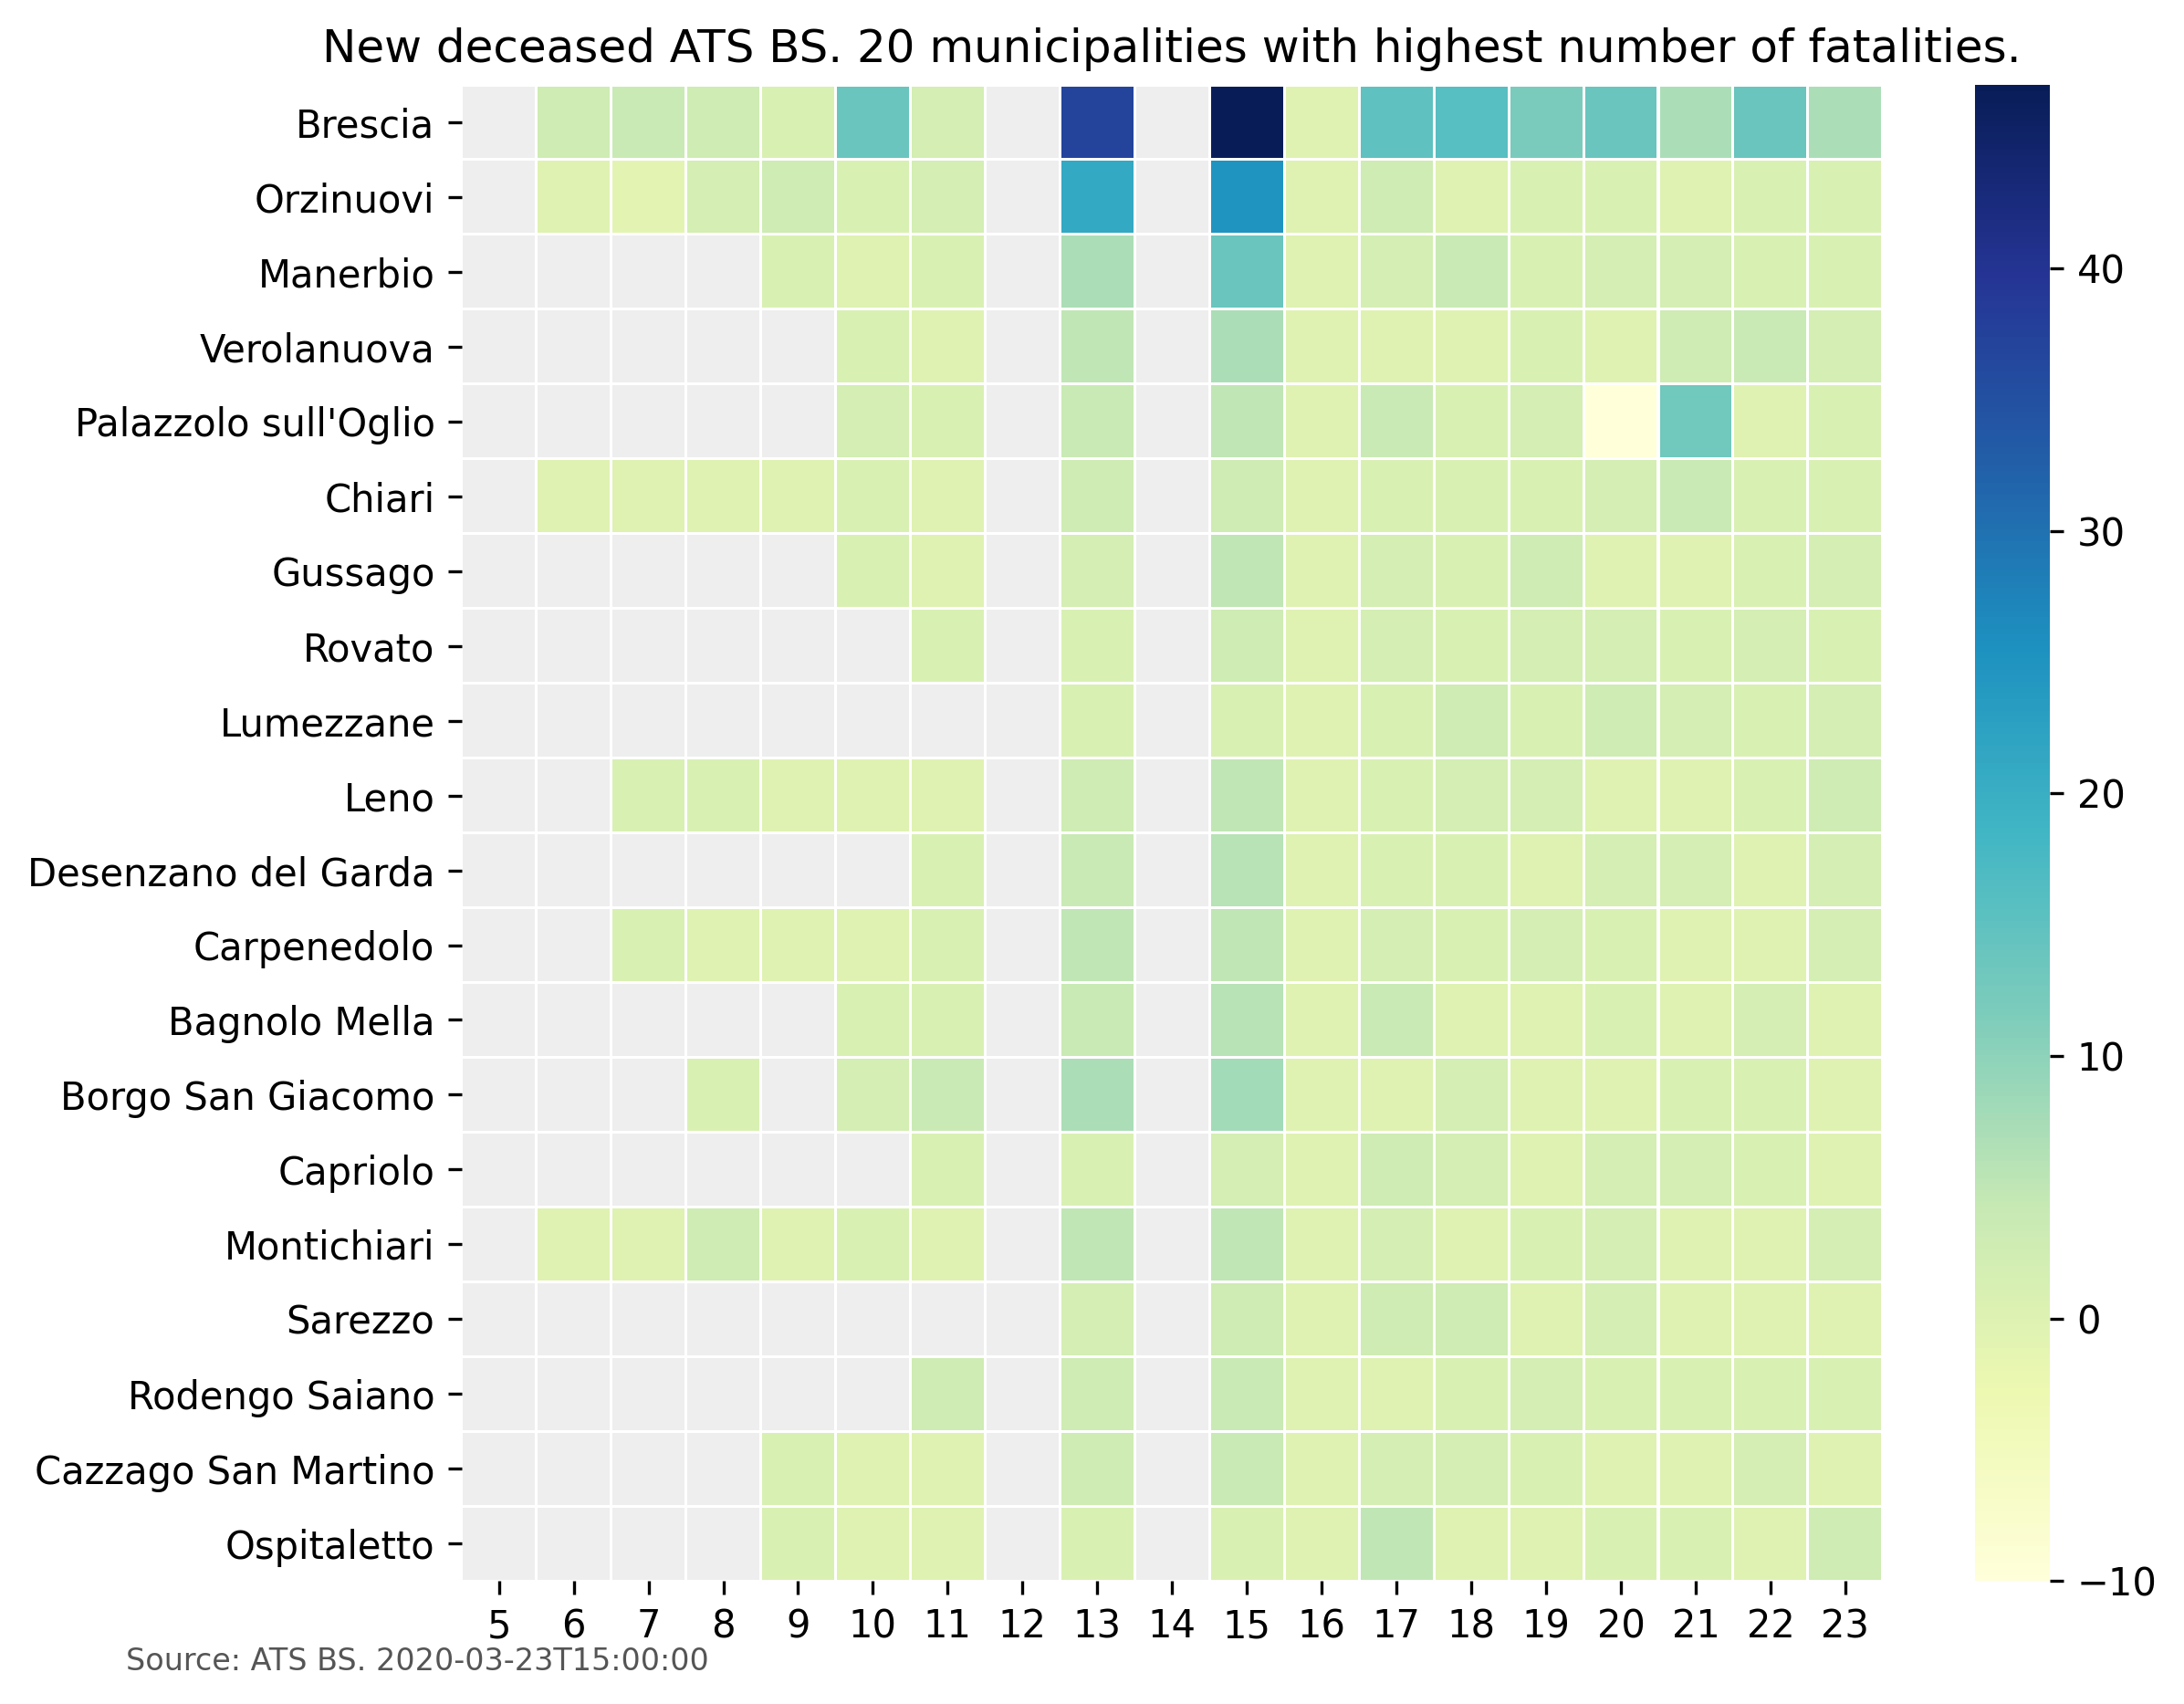 New deceased ATS BS. 20 municipalities with highest number of fatalities.
Brescia
Orzinuovi
Manerbio
Verolanuova
Palazzolo sull'Oglio
Chiari
Gussago
Rovato
Lumezzane
Leno
Desenzano del Garda
Carpenedolo
Bagnolo Mella
Borgo San Giacomo
Capriolo
Montichiari
Sarezzo
Rodengo Saiano
Cazzago San Martino
Ospitaletto
5 6 7 8 9 10 11 12 13 14 15 16 17 18 19 20 21 22 23
40
30
20
10
0
−10
Source: ATS BS. 2020-03-23T15:00:00